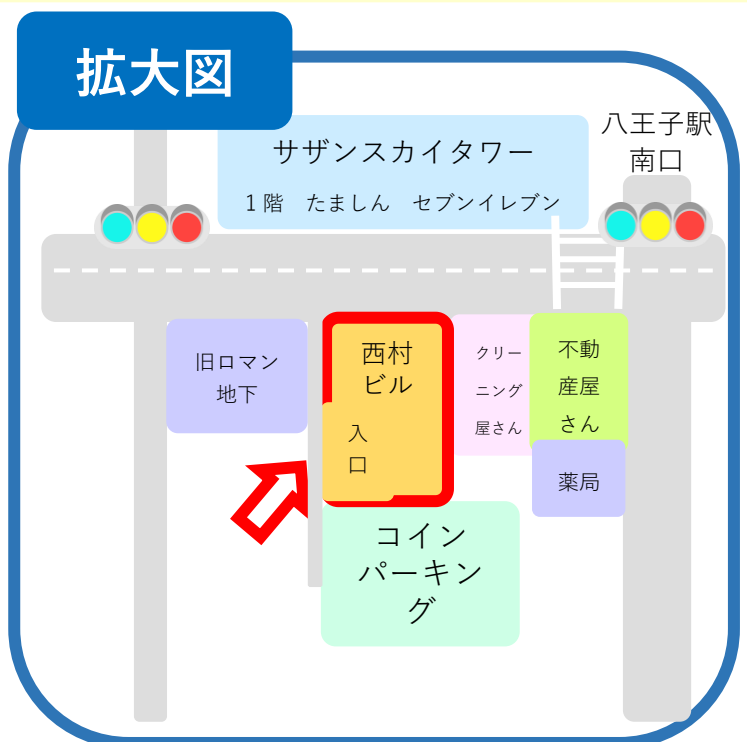 拡大図
サザンスカイタワー
1階 たましん セブンイレブン
八王子駅
南口
旧ロマン
地下
西村
ビル
入
口
クリー
ニング
屋さん
不動
産屋
さん
薬局
コイン
パーキン
グ